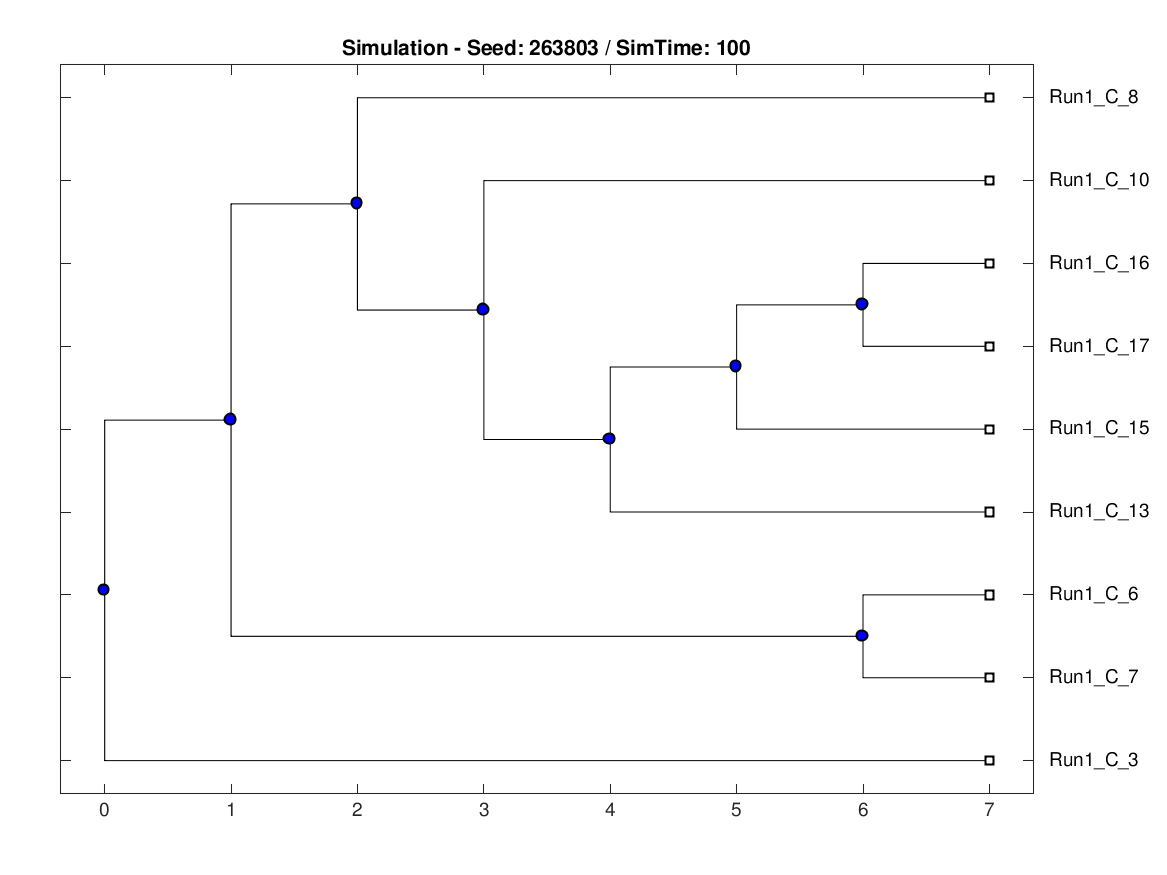 Simulation - Seed: 263803 / SimTime: 100
Run1_C_8
Run1_C_10
Run1_C_16
Run1_C_17
Run1_C_15
Run1_C_13
Run1_C_6
Run1_C_7
Run1_C_3
0 1 2 3 4 5 6 7